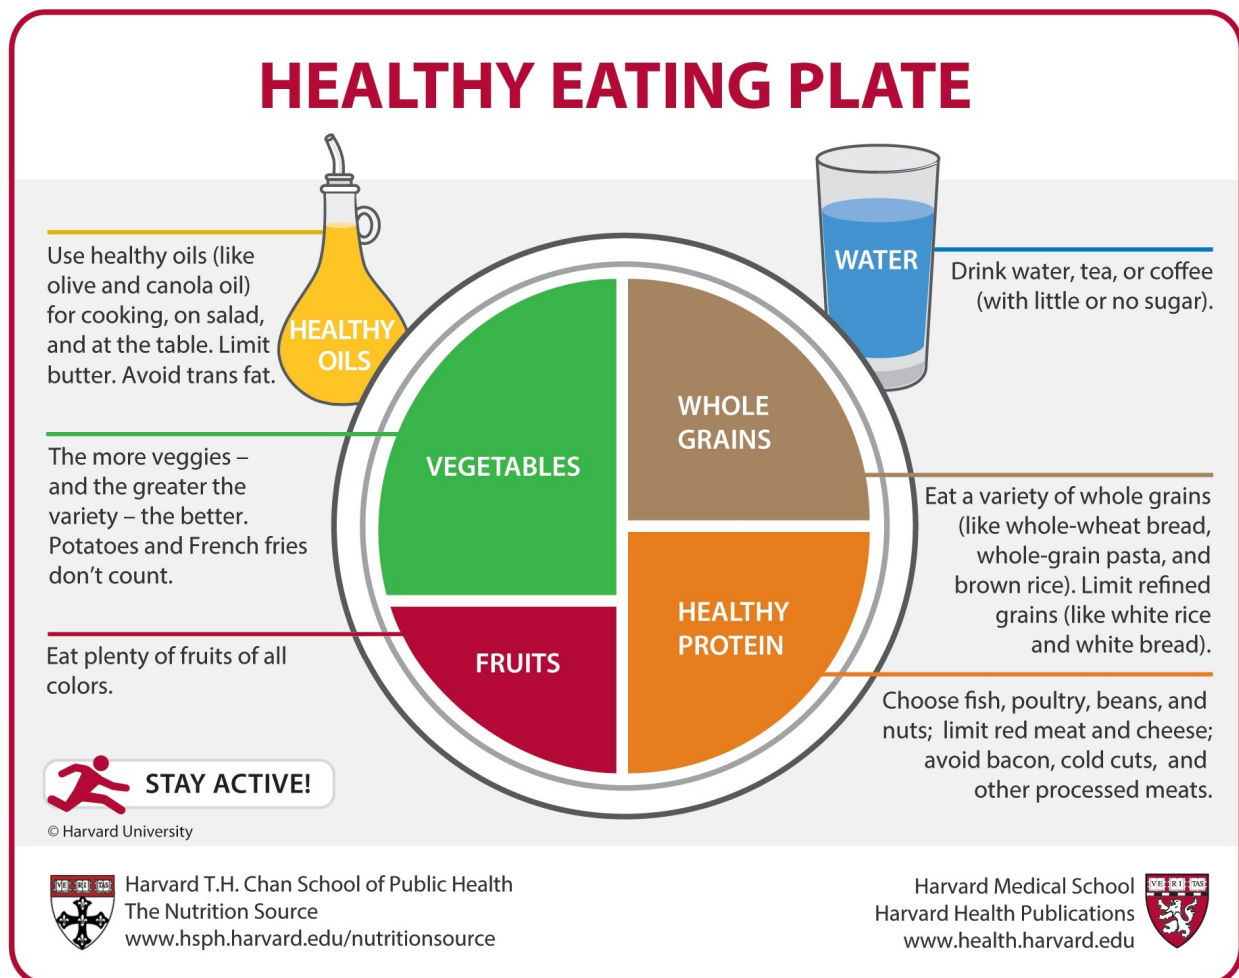 HEALTHY EATING PLATE
Use healthy oils (like
olive and canola oil)
for cooking, on salad,
and at the table. Limit
butter. Avoid trans fat.
HEALTHY
OILS
WATER
Drink water, tea, or coffee
(with little or no sugar).
The more veggies –
and the greater the
variety – the better.
Potatoes and French fries
don’t count.
VEGETABLES
WHOLE
GRAINS
Eat a variety of whole grains
(like whole-wheat bread,
whole-grain pasta, and
brown rice). Limit refined
grains (like white rice
and white bread).
Eat plenty of fruits of all
colors.
FRUITS
HEALTHY
PROTEIN
Choose fish, poultry, beans, and
nuts; limit red meat and cheese;
avoid bacon, cold cuts, and
other processed meats.
STAY ACTIVE!
© Harvard University
VE RI TAS
Harvard T.H. Chan School of Public Health
The Nutrition Source
www.hsph.harvard.edu/nutritionsource
Harvard Medical School
Harvard Health Publications
www.health.harvard.edu
VE RI TAS